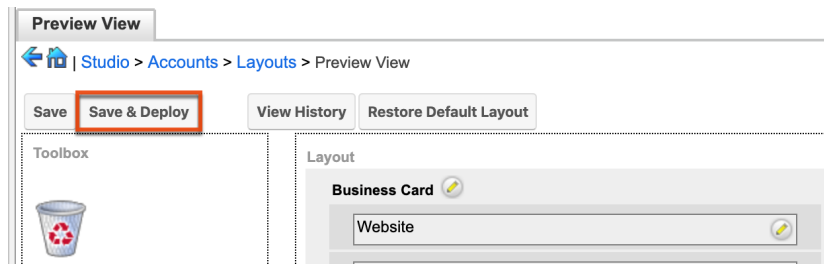 Preview View
| Studio > Accounts > Layouts > Preview View
Save Save & Deploy View History Restore Default Layout
Toolbox
Layout
Business Card
Website